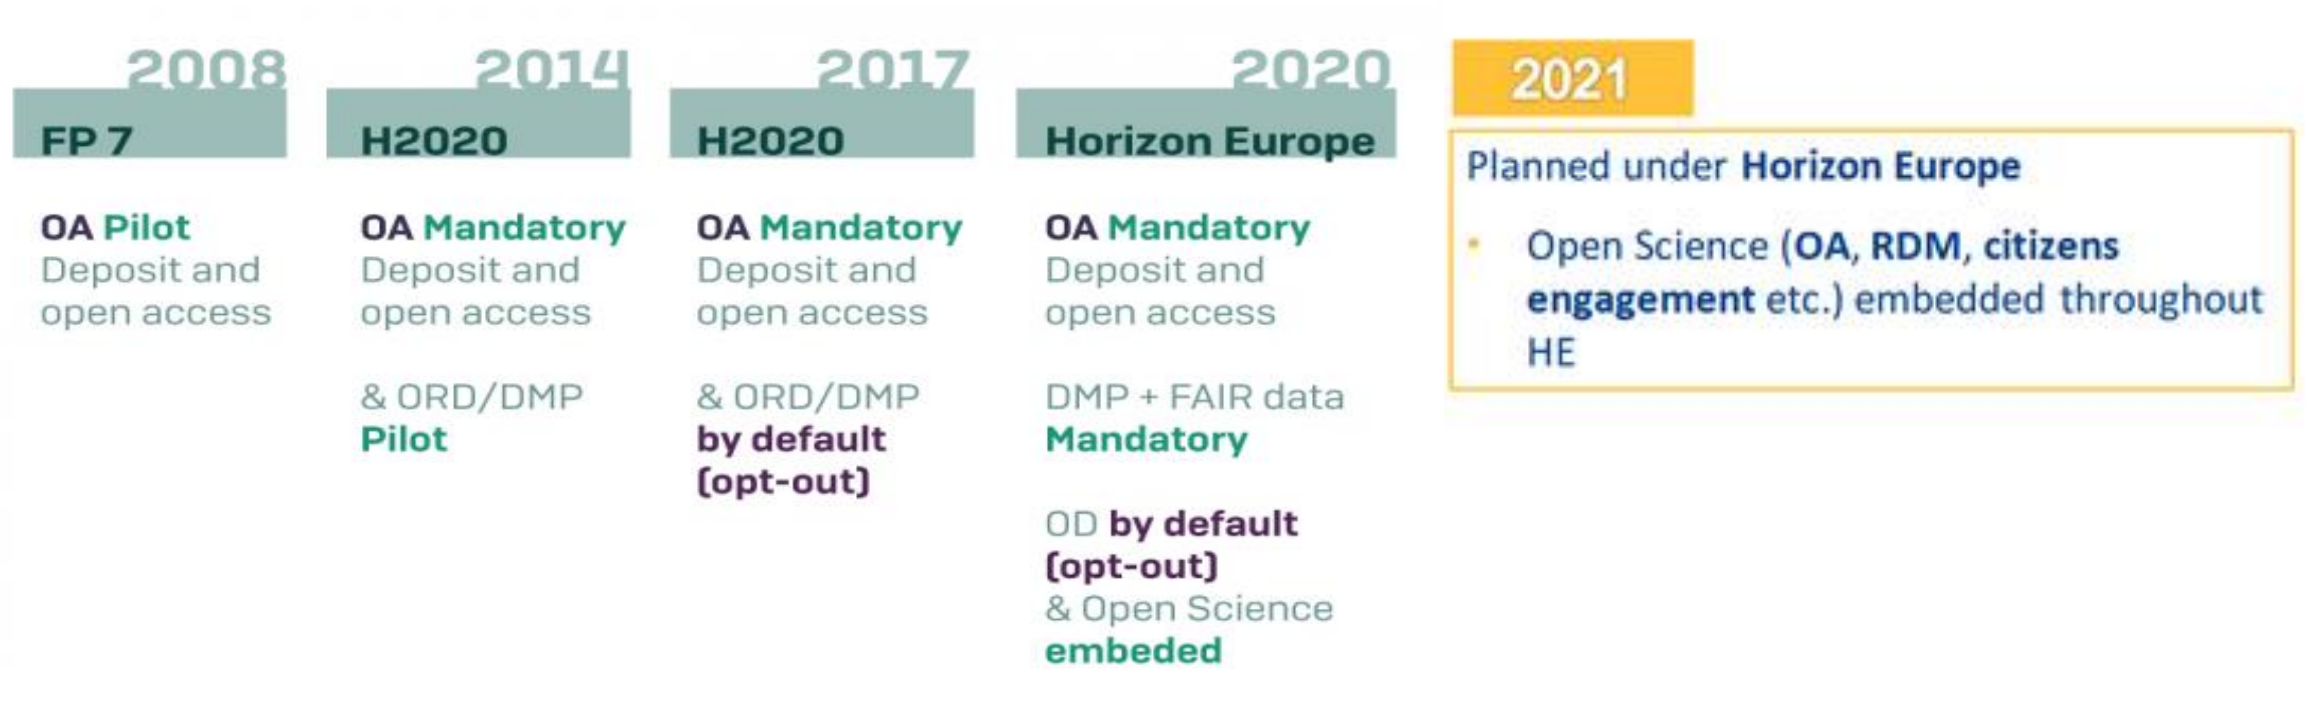 2008
FP 7
OA Pilot
Deposit and
open access
2014
H2020
OA Mandatory
Deposit and
open access
& ORD/DMP
Pilot
2017
H2020
OA Mandatory
Deposit and
open access
& ORD/DMP
by default
(opt-out)
2020
Horizon Europe
OA Mandatory
Deposit and
open access
DMP + FAIR data
Mandatory
OD by default
(opt-out)
& Open Science
embeded
2021
Planned under Horizon Europe
• Open Science (OA, RDM, citizens
engagement etc.) embedded throughout
HE